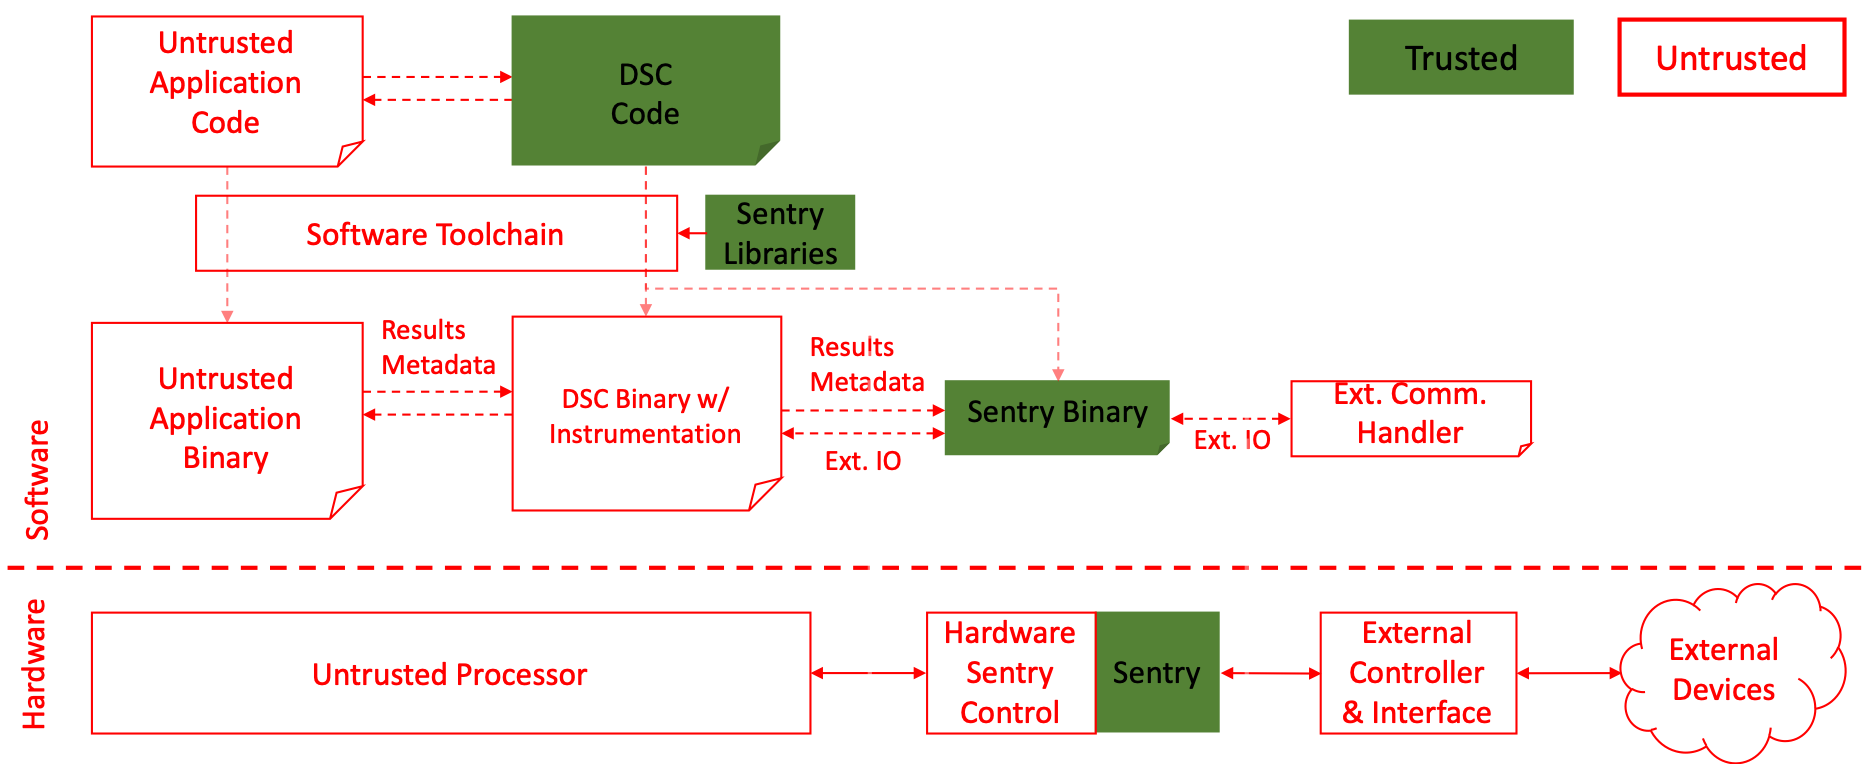 Untrusted
Application
Code
DSC
Code
Trusted
Untrusted
Software Toolchain
Sentry
Libraries
Untrusted
Application
Binary
Results
Metadata
DSC Binary w/
Instrumentation
Results
Metadata
Ext. IO
Sentry Binary
Ext. IO
Ext. Comm.
Handler
Software
Hardware
Untrusted Processor
Hardware
Sentry
Control
Sentry
External
Controller
& Interface
External
Devices